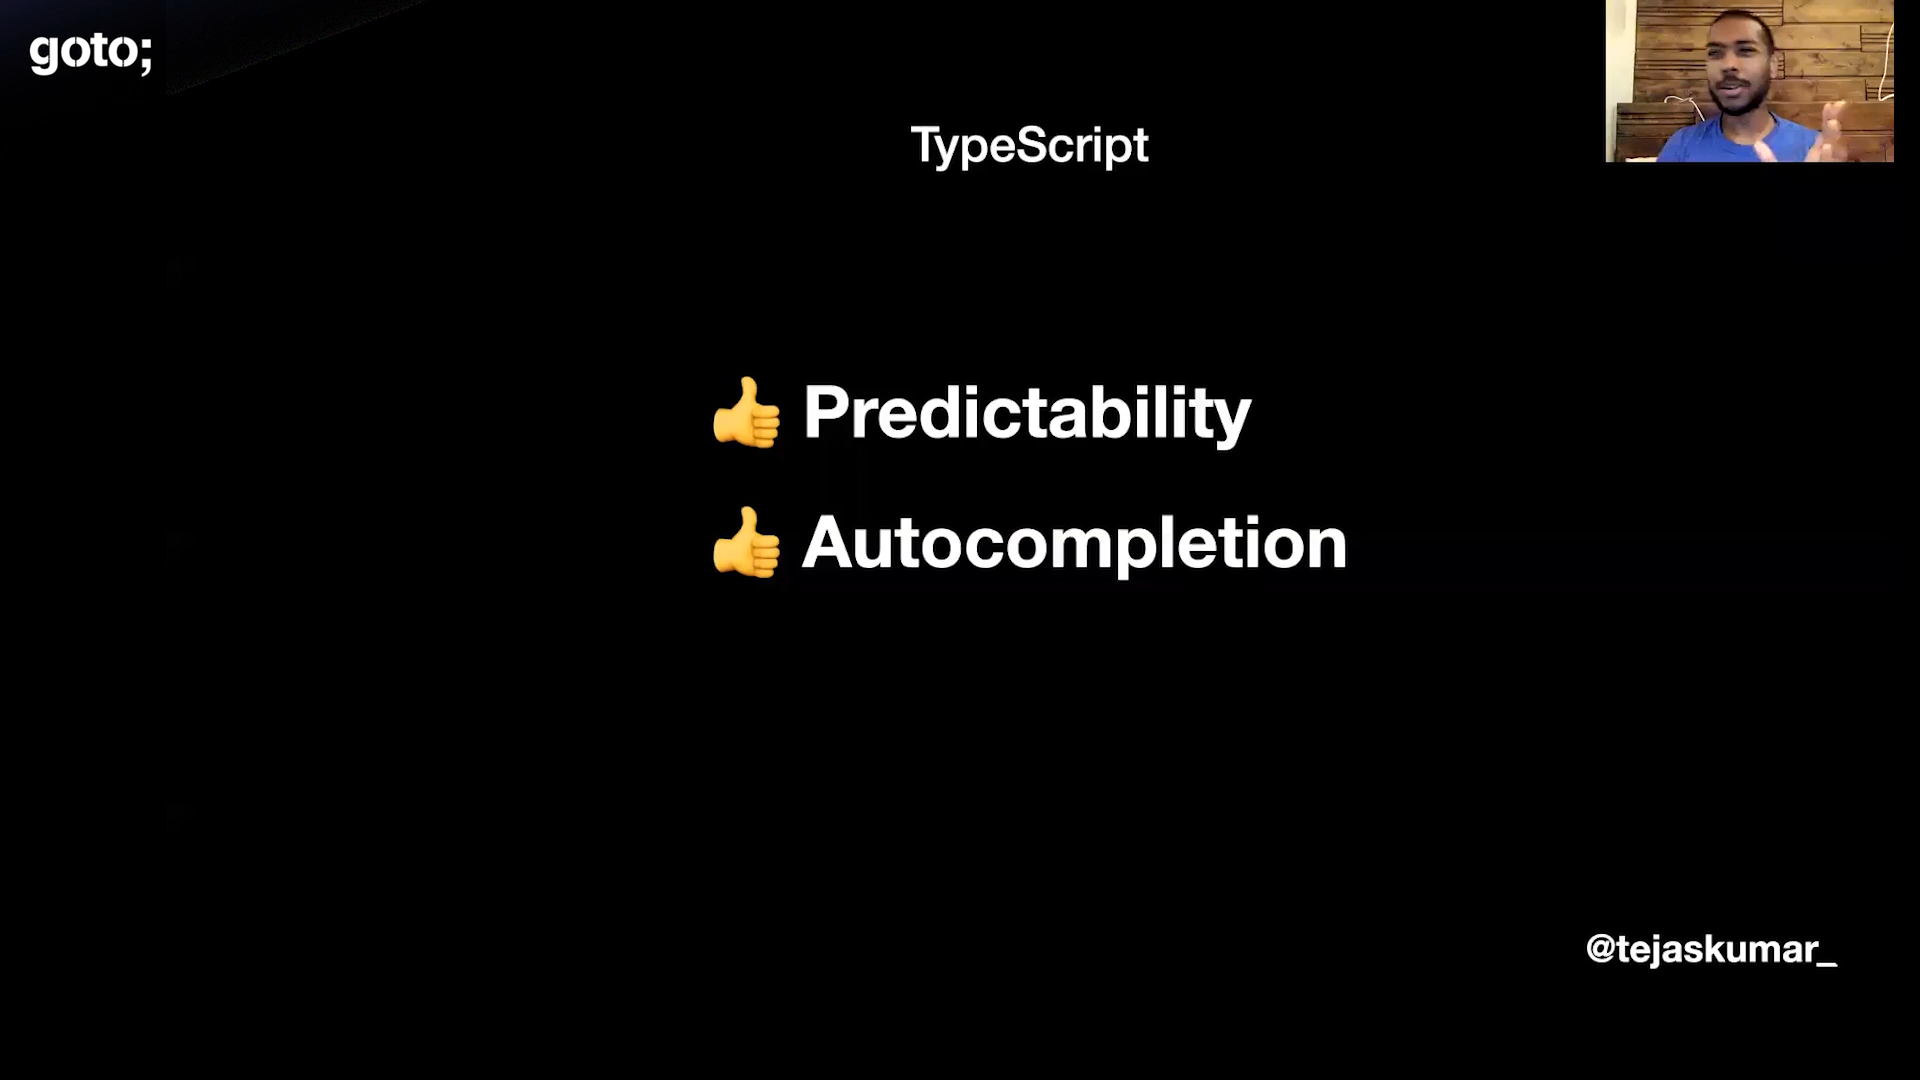 goto;
TypeScript
👍 Predictability
👍 Autocompletion
@tejaskumar_